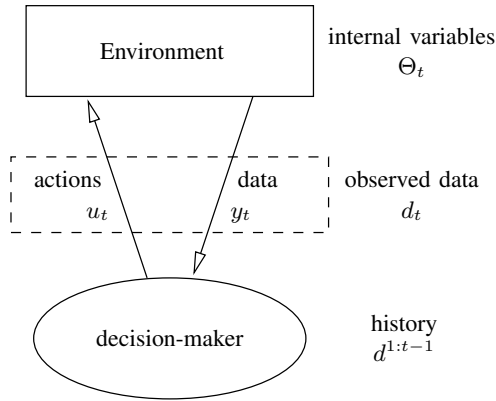 Environment
internal variables
Θ_t
actions
data
observed data
u_t
y_t
d_t
decision-maker
history
d^{1:t−1}